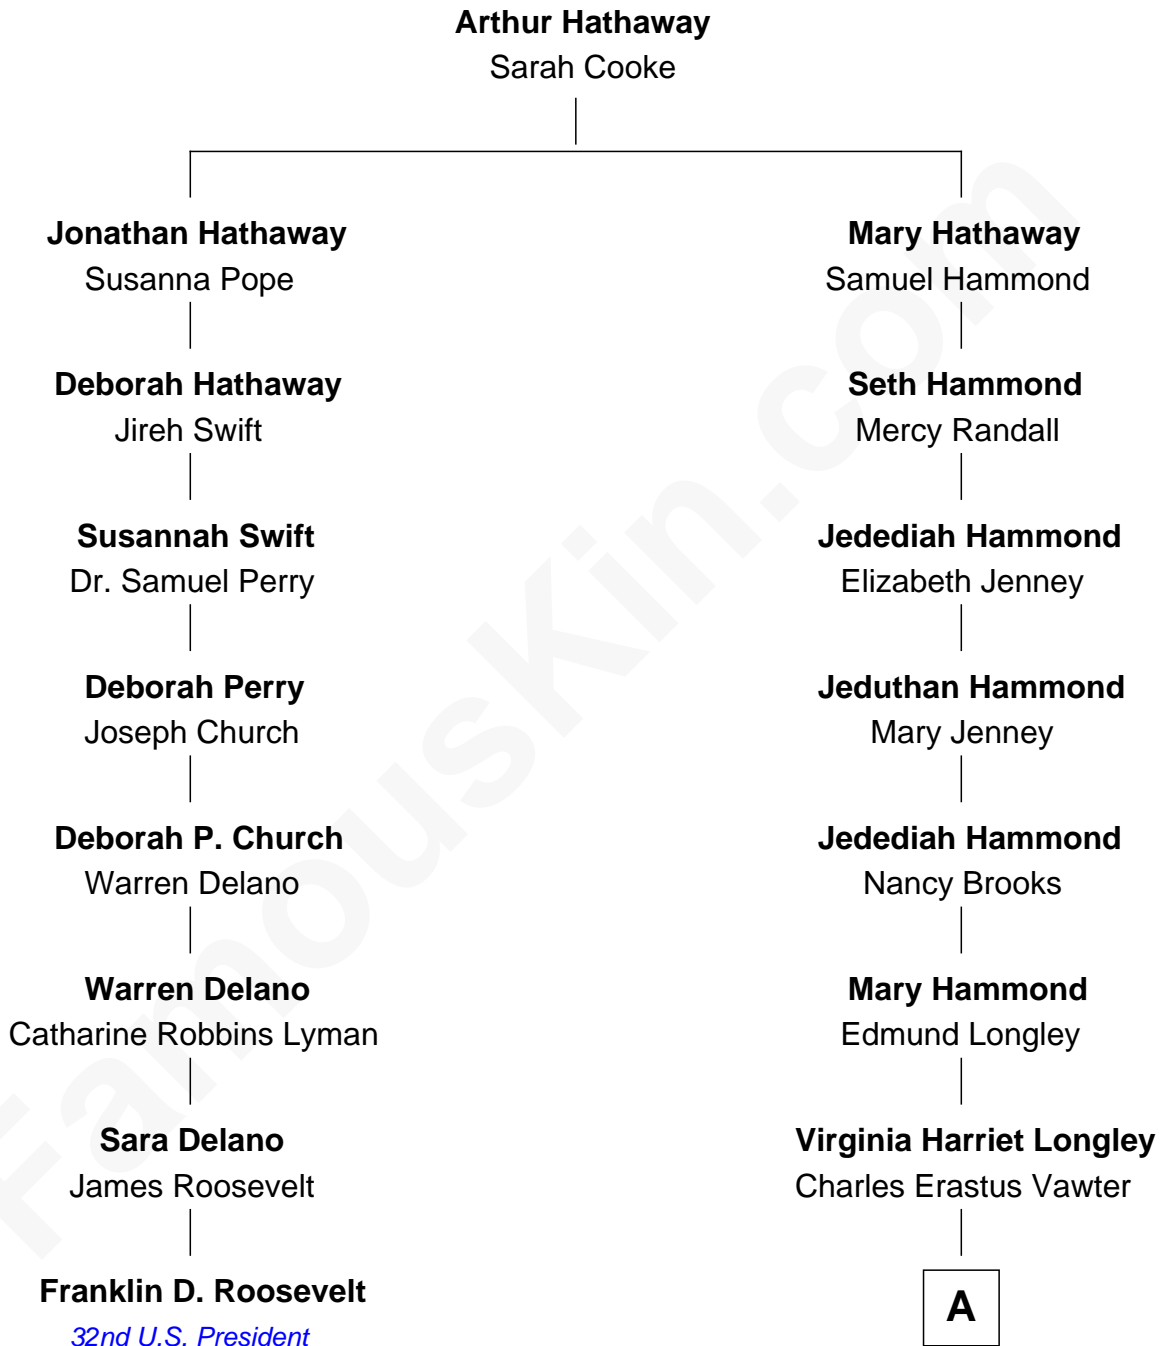 Arthur Hathaway
Sarah Cooke
Jonathan Hathaway
Susanna Pope
Mary Hathaway
Samuel Hammond
Deborah Hathaway
Jireh Swift
Seth Hammond
Mercy Randall
Susannah Swift
Dr. Samuel Perry
Jedediah Hammond
Elizabeth Jenney
Deborah Perry
Joseph Church
Jeduthan Hammond
Mary Jenney
Deborah P. Church
Warren Delano
Jedediah Hammond
Nancy Brooks
Warren Delano
Catharine Robbins Lyman
Mary Hammond
Edmund Longley
Sara Delano
James Roosevelt
Virginia Harriet Longley
Charles Erastus Vawter
Franklin D. Roosevelt
32nd U.S. President
A
FamousKin.com